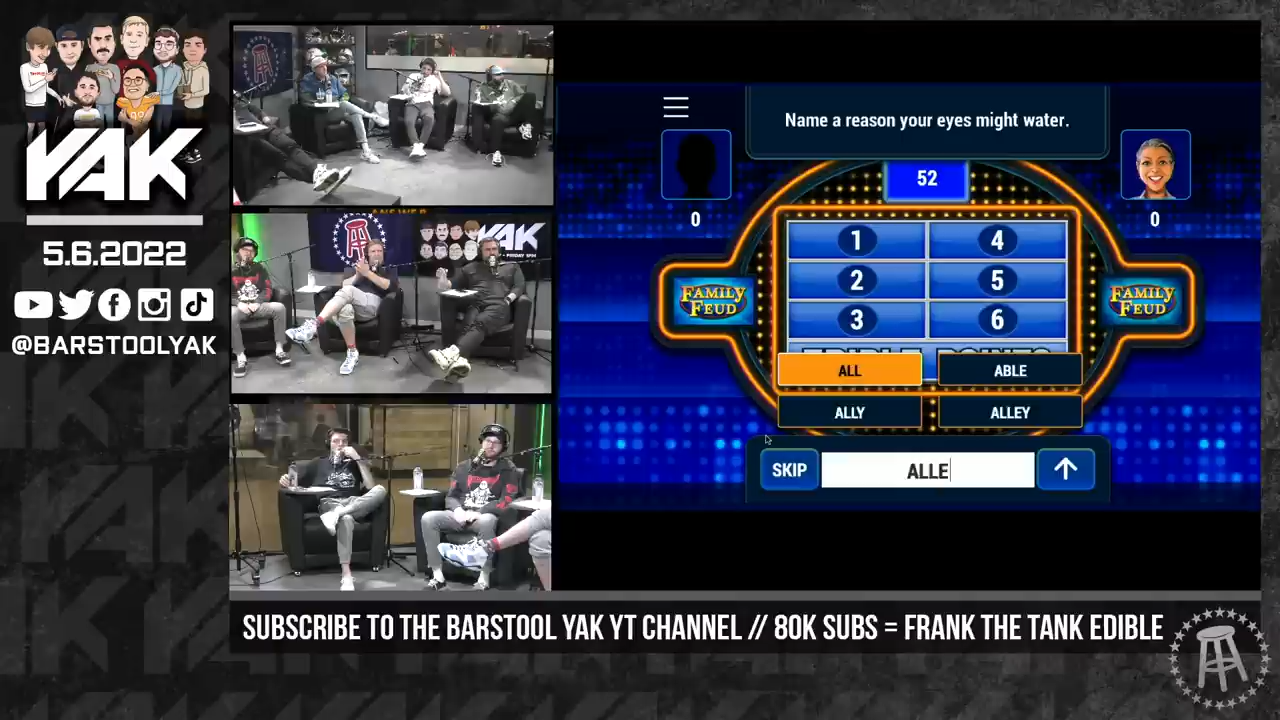 YAK
5.6.2022
@BARSTOOLYAK
YAK
Name a reason your eyes might water.
52
0
0
1
4
2
5
3
6
FAMILY FEUD
FAMILY FEUD
ALL
ABLE
ALLY
ALLEY
SKIP
ALLE
SUBSCRIBE TO THE BARSTOOL YAK YT CHANNEL // 80K SUBS = FRANK THE TANK EDIBLE